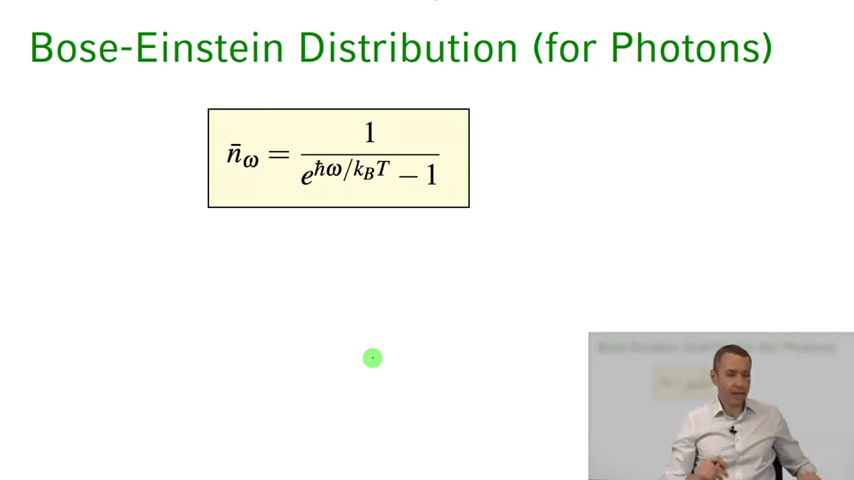 Bose-Einstein Distribution (for Photons)
n̄_ω = 1 / (e^{ħω/k_BT} − 1)